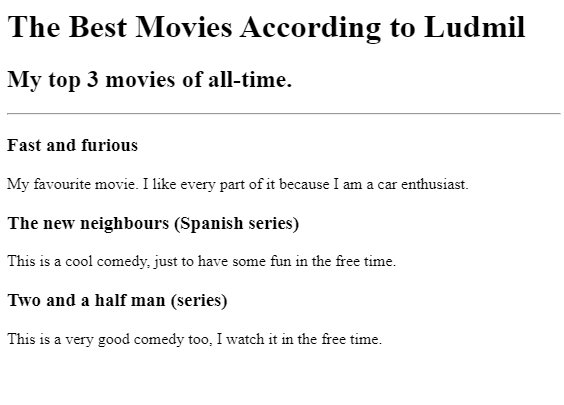 The Best Movies According to Ludmil
My top 3 movies of all-time.
Fast and furious
My favourite movie. I like every part of it because I am a car enthusiast.
The new neighbours (Spanish series)
This is a cool comedy, just to have some fun in the free time.
Two and a half man (series)
This is a very good comedy too, I watch it in the free time.